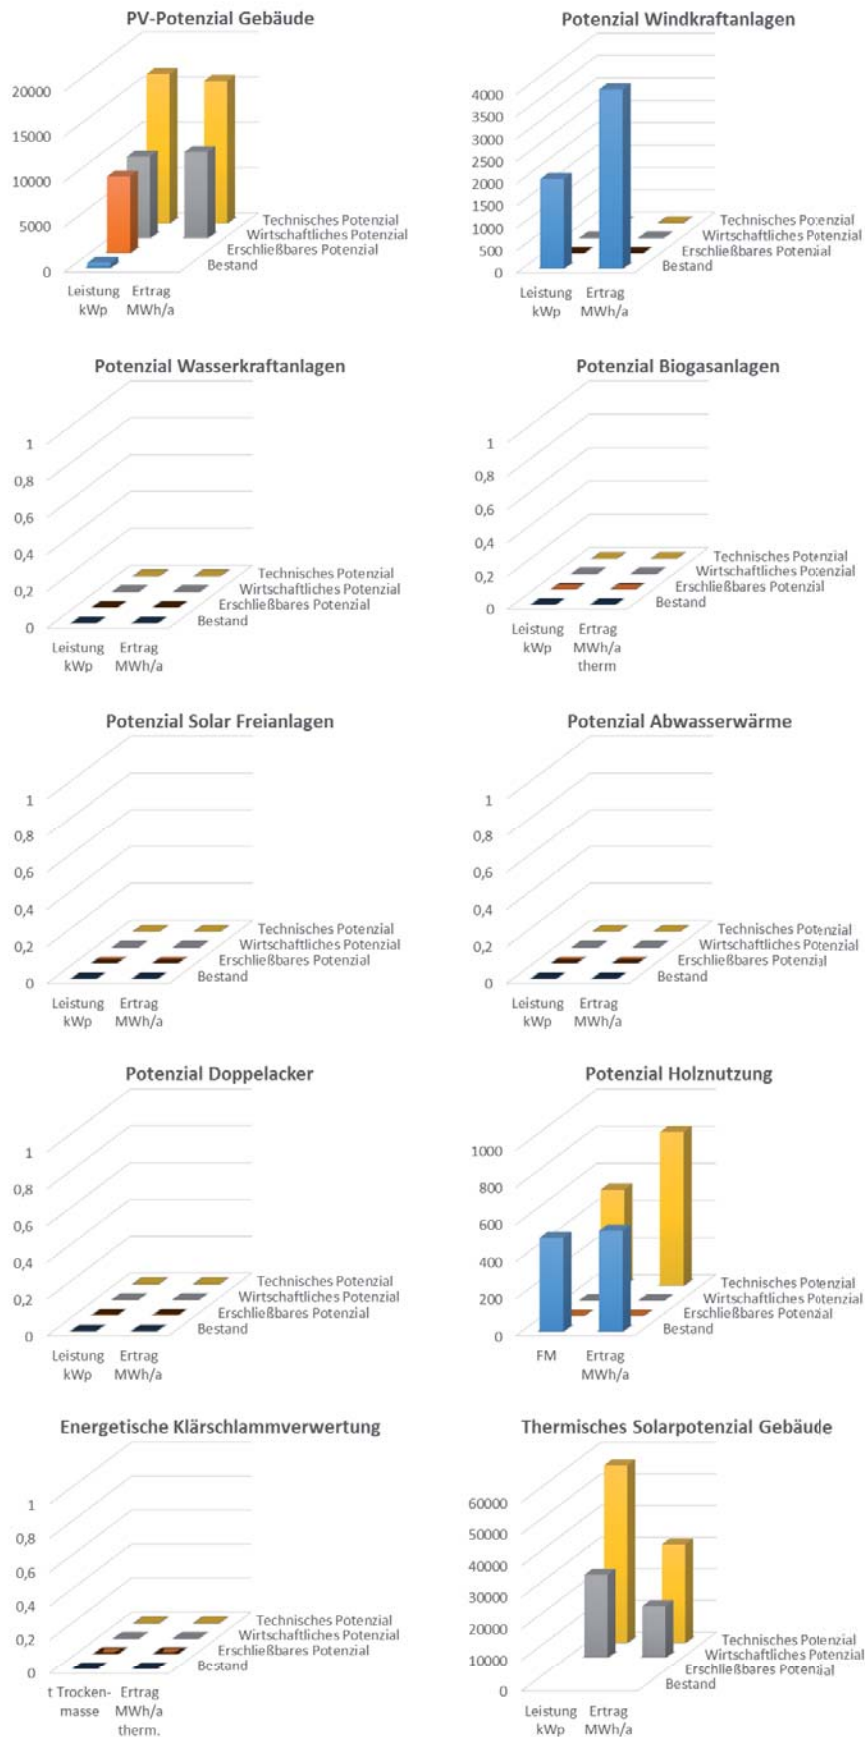 PV-Potenzial Gebäude
20000
15000
10000
5000
0
Technisches Potenzial
Wirtschaftliches Potenzial
Erschließbares Potenzial
Bestand
Leistung Ertrag
kWp MWh/a
Potenzial Windkraftanlagen
4000
3500
3000
2500
2000
1500
1000
500
0
Technisches Potenzial
Wirtschaftliches Potenzial
Erschließbares Potenzial
Bestand
Leistung Ertrag
kWp MWh/a
Potenzial Wasserkraftanlagen
1
0,8
0,6
0,4
0,2
0
Technisches Potenzial
Wirtschaftliches Potenzial
Erschließbares Potenzial
Bestand
Leistung Ertrag
kWp MWh/a
Potenzial Biogasanlagen
1
0,8
0,6
0,4
0,2
0
Technisches Potenzial
Wirtschaftliches Potenzial
Erschließbares Potenzial
Bestand
Leistung Ertrag
kWp MWh/a
therm
Potenzial Solar Freianlagen
1
0,8
0,6
0,4
0,2
0
Technisches Potenzial
Wirtschaftliches Potenzial
Erschließbares Potenzial
Bestand
Leistung Ertrag
kWp MWh/a
Potenzial Abwasserwärme
1
0,8
0,6
0,4
0,2
0
Technisches Potenzial
Wirtschaftliches Potenzial
Erschließbares Potenzial
Bestand
Leistung Ertrag
kWp MWh/a
Potenzial Doppelacker
1
0,8
0,6
0,4
0,2
0
Technisches Potenzial
Wirtschaftliches Potenzial
Erschließbares Potenzial
Bestand
Leistung Ertrag
kWp MWh/a
Potenzial Holznutzung
1000
800
600
400
200
0
Technisches Potenzial
Wirtschaftliches Potenzial
Erschließbares Potenzial
Bestand
FM Ertrag
MWh/a
Energetische Klärschlammverwertung
1
0,8
0,6
0,4
0,2
0
Technisches Potenzial
Wirtschaftliches Potenzial
Erschließbares Potenzial
Bestand
t Trocken- Ertrag
masse MWh/a
therm.
Thermisches Solarpotenzial Gebäude
60000
50000
40000
30000
20000
10000
0
Technisches Potenzial
Wirtschaftliches Potenzial
Erschließbares Potenzial
Bestand
Leistung Ertrag
kWp MWh/a